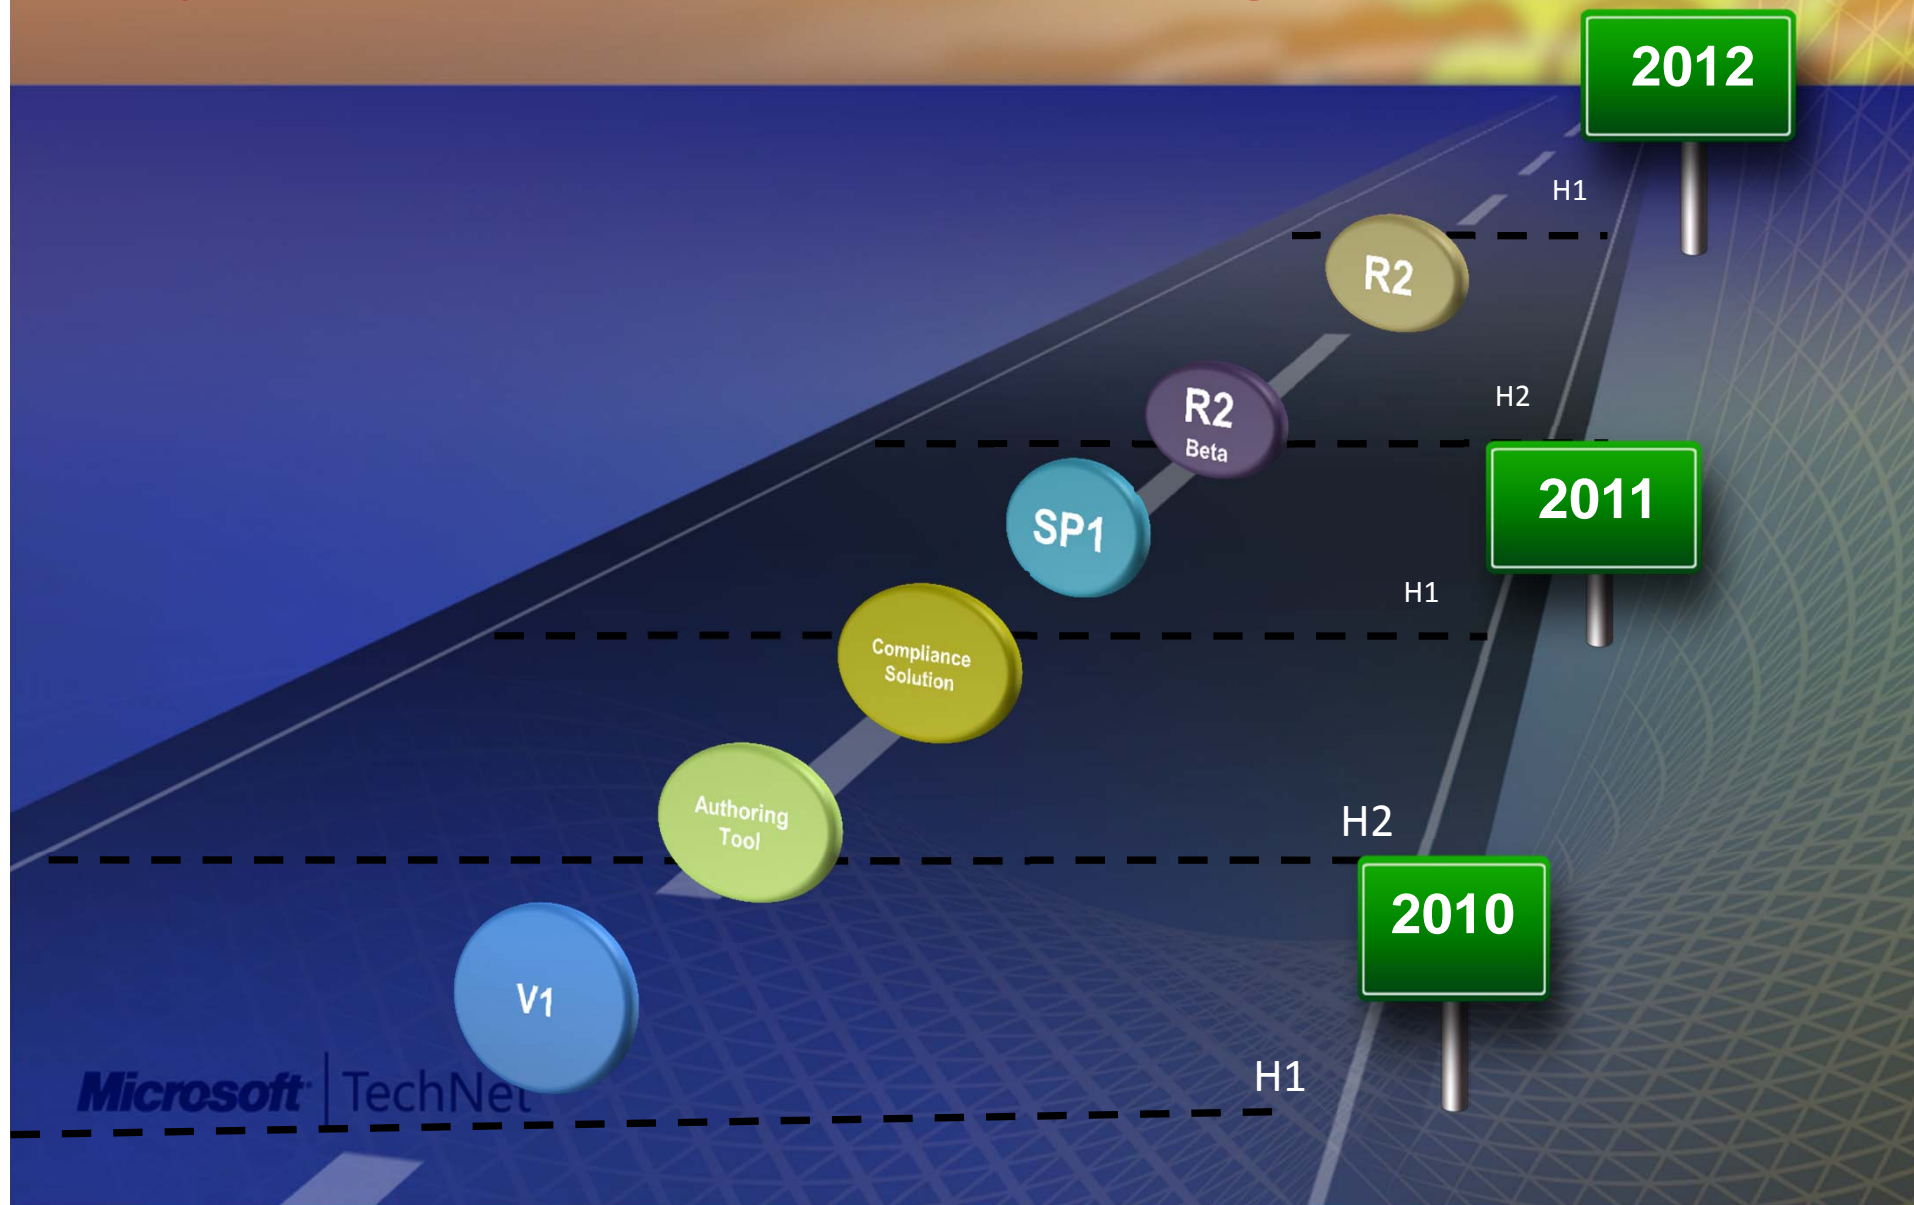 2012
H1
R2
H2
R2
Beta
2011
SP1
H1
Compliance
Solution
Authoring
Tool
H2
2010
V1
H1
Microsoft TechNet